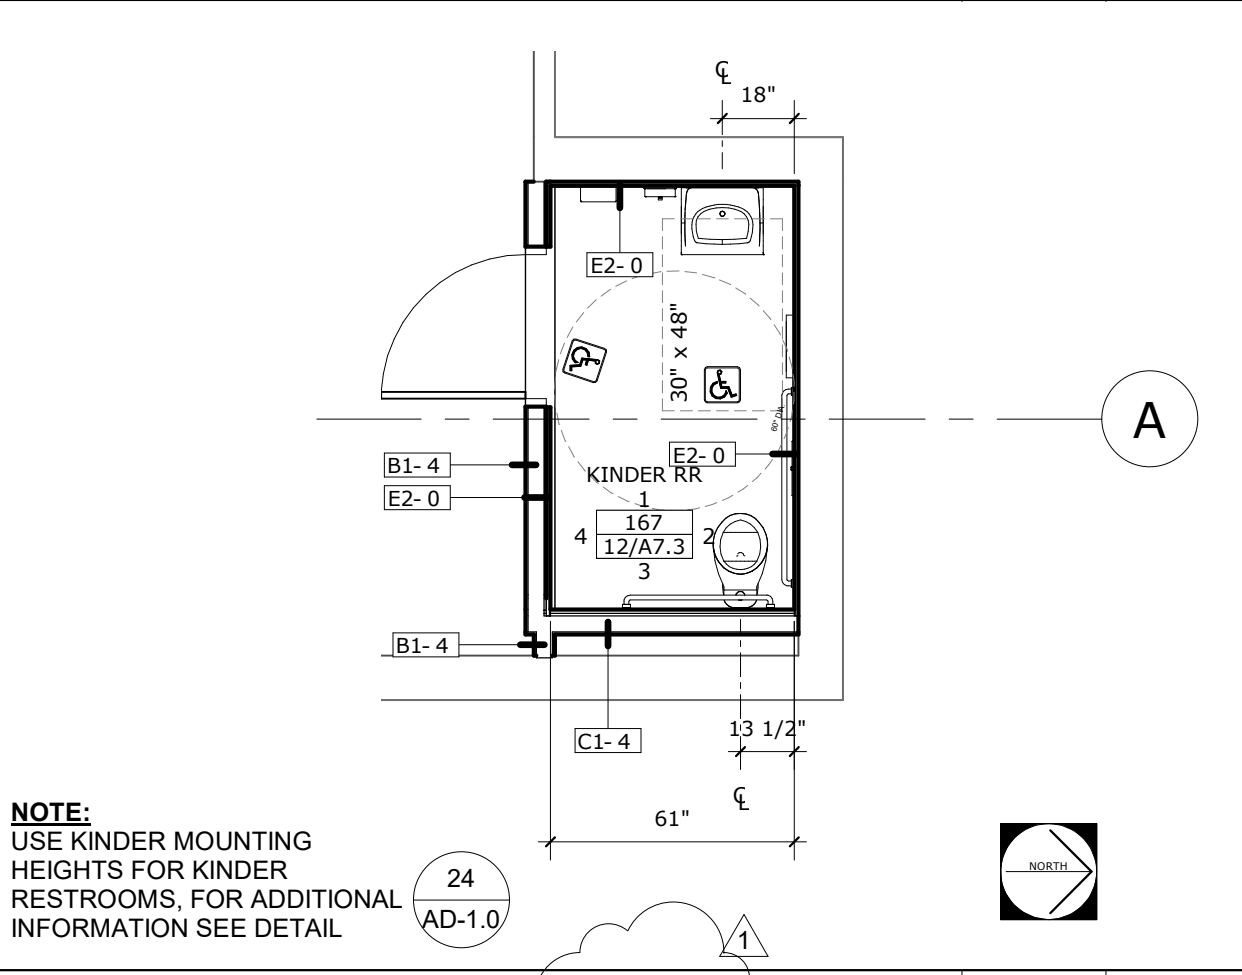 ℄
18"
E2- 0
30" x 48"
60" DIA
E2- 0
A
B1- 4
E2- 0
KINDER RR
1
4 167 2
12/A7.3
3
B1- 4
C1- 4
13 1/2"
℄
61"
NOTE:
USE KINDER MOUNTING
HEIGHTS FOR KINDER
RESTROOMS, FOR ADDITIONAL
INFORMATION SEE DETAIL
24
AD-1.0
NORTH
1